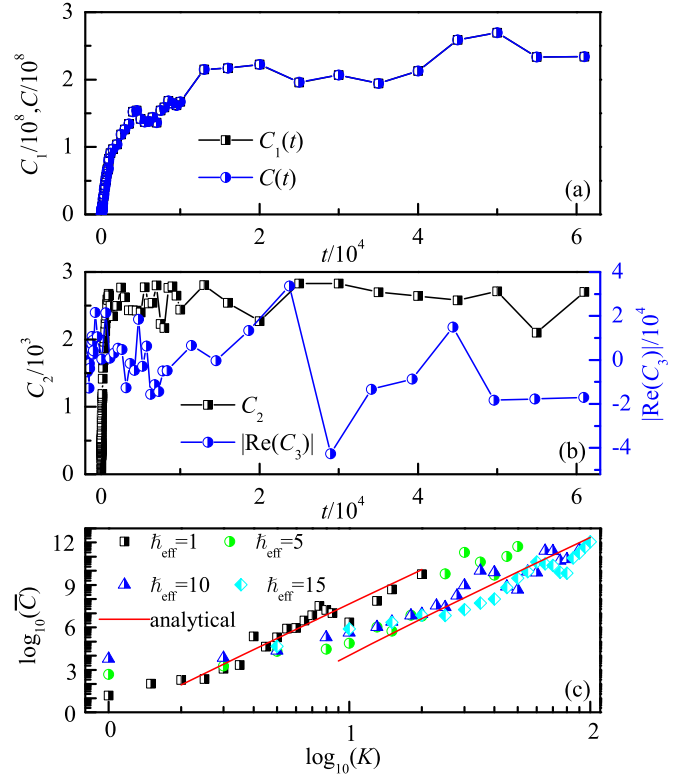 3
2
1
0
C₁/10⁸, C/10⁸
C₁(t)
C(t)
(a)
0 2 4 6
t/10⁴
3
2
1
0
C₂/10³
4
2
0
-2
-4
|Re(C₃)|/10⁴
C₂
|Re(C₃)|
(b)
0 2 4 6
t/10⁴
12
9
6
3
0
log₁₀(C̅)
ℏeff=1
ℏeff=5
ℏeff=10
ℏeff=15
analytical
(c)
0 1 2
log₁₀(K)